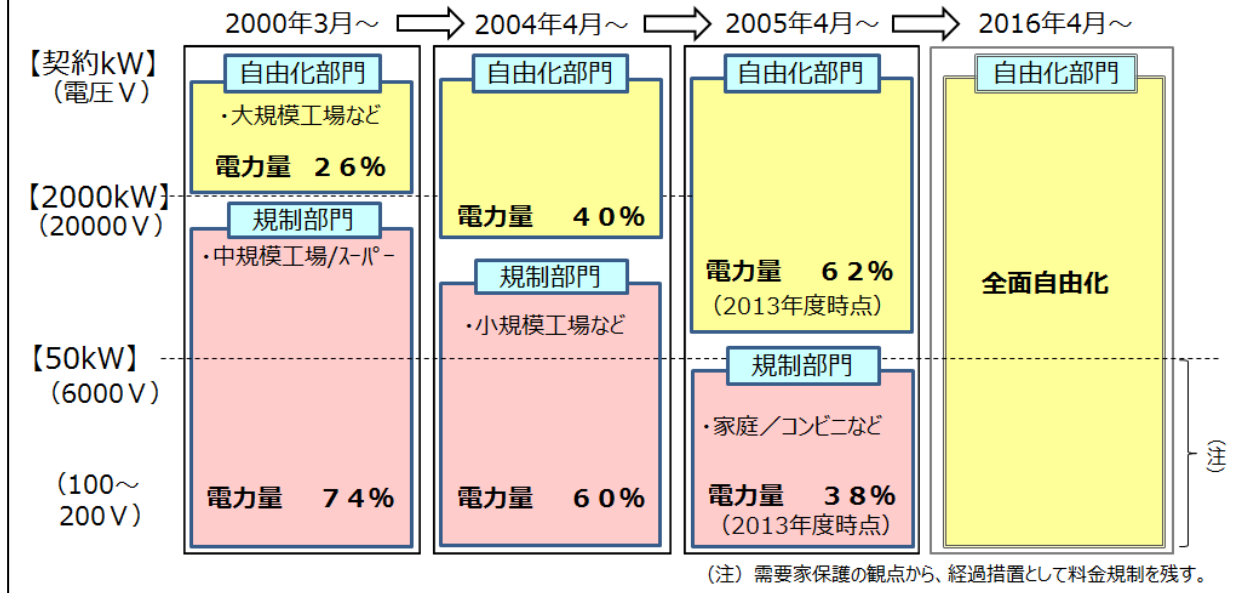 2000年3月～
2004年4月～
2005年4月～
2016年4月～
【契約kW】
（電圧Ｖ）
【2000kW】
（20000Ｖ）
【50kW】
（6000Ｖ）
（100～
200Ｖ）
自由化部門
・大規模工場など
電力量　２６%
規制部門
・中規模工場/ｽｰﾊﾟｰ
電力量　７４%
自由化部門
電力量　４０%
規制部門
・小規模工場など
電力量　６０%
自由化部門
電力量　６２%
（2013年度時点）
規制部門
・家庭／コンビニなど
電力量　３８%
（2013年度時点）
自由化部門
全面自由化
（注）
（注）需要家保護の観点から、経過措置として料金規制を残す。